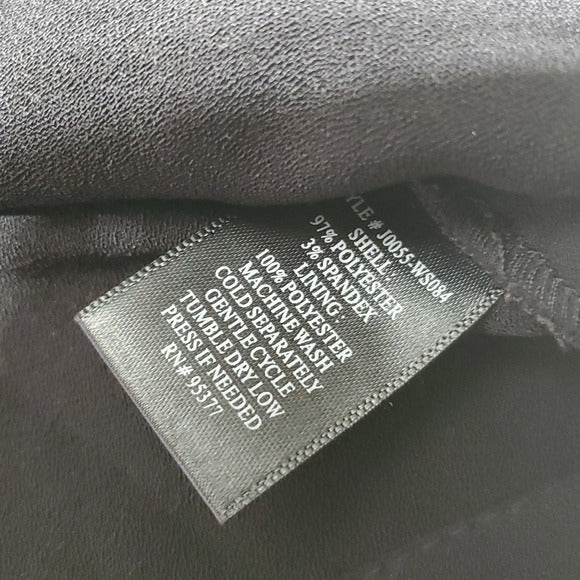 STYLE # J0055-WS084
SHELL
97% POLYESTER
3% SPANDEX
LINING
100% POLYESTER
MACHINE WASH
COLD SEPARATELY
GENTLE CYCLE
TUMBLE DRY LOW
PRESS IF NEEDED
RN# 95377